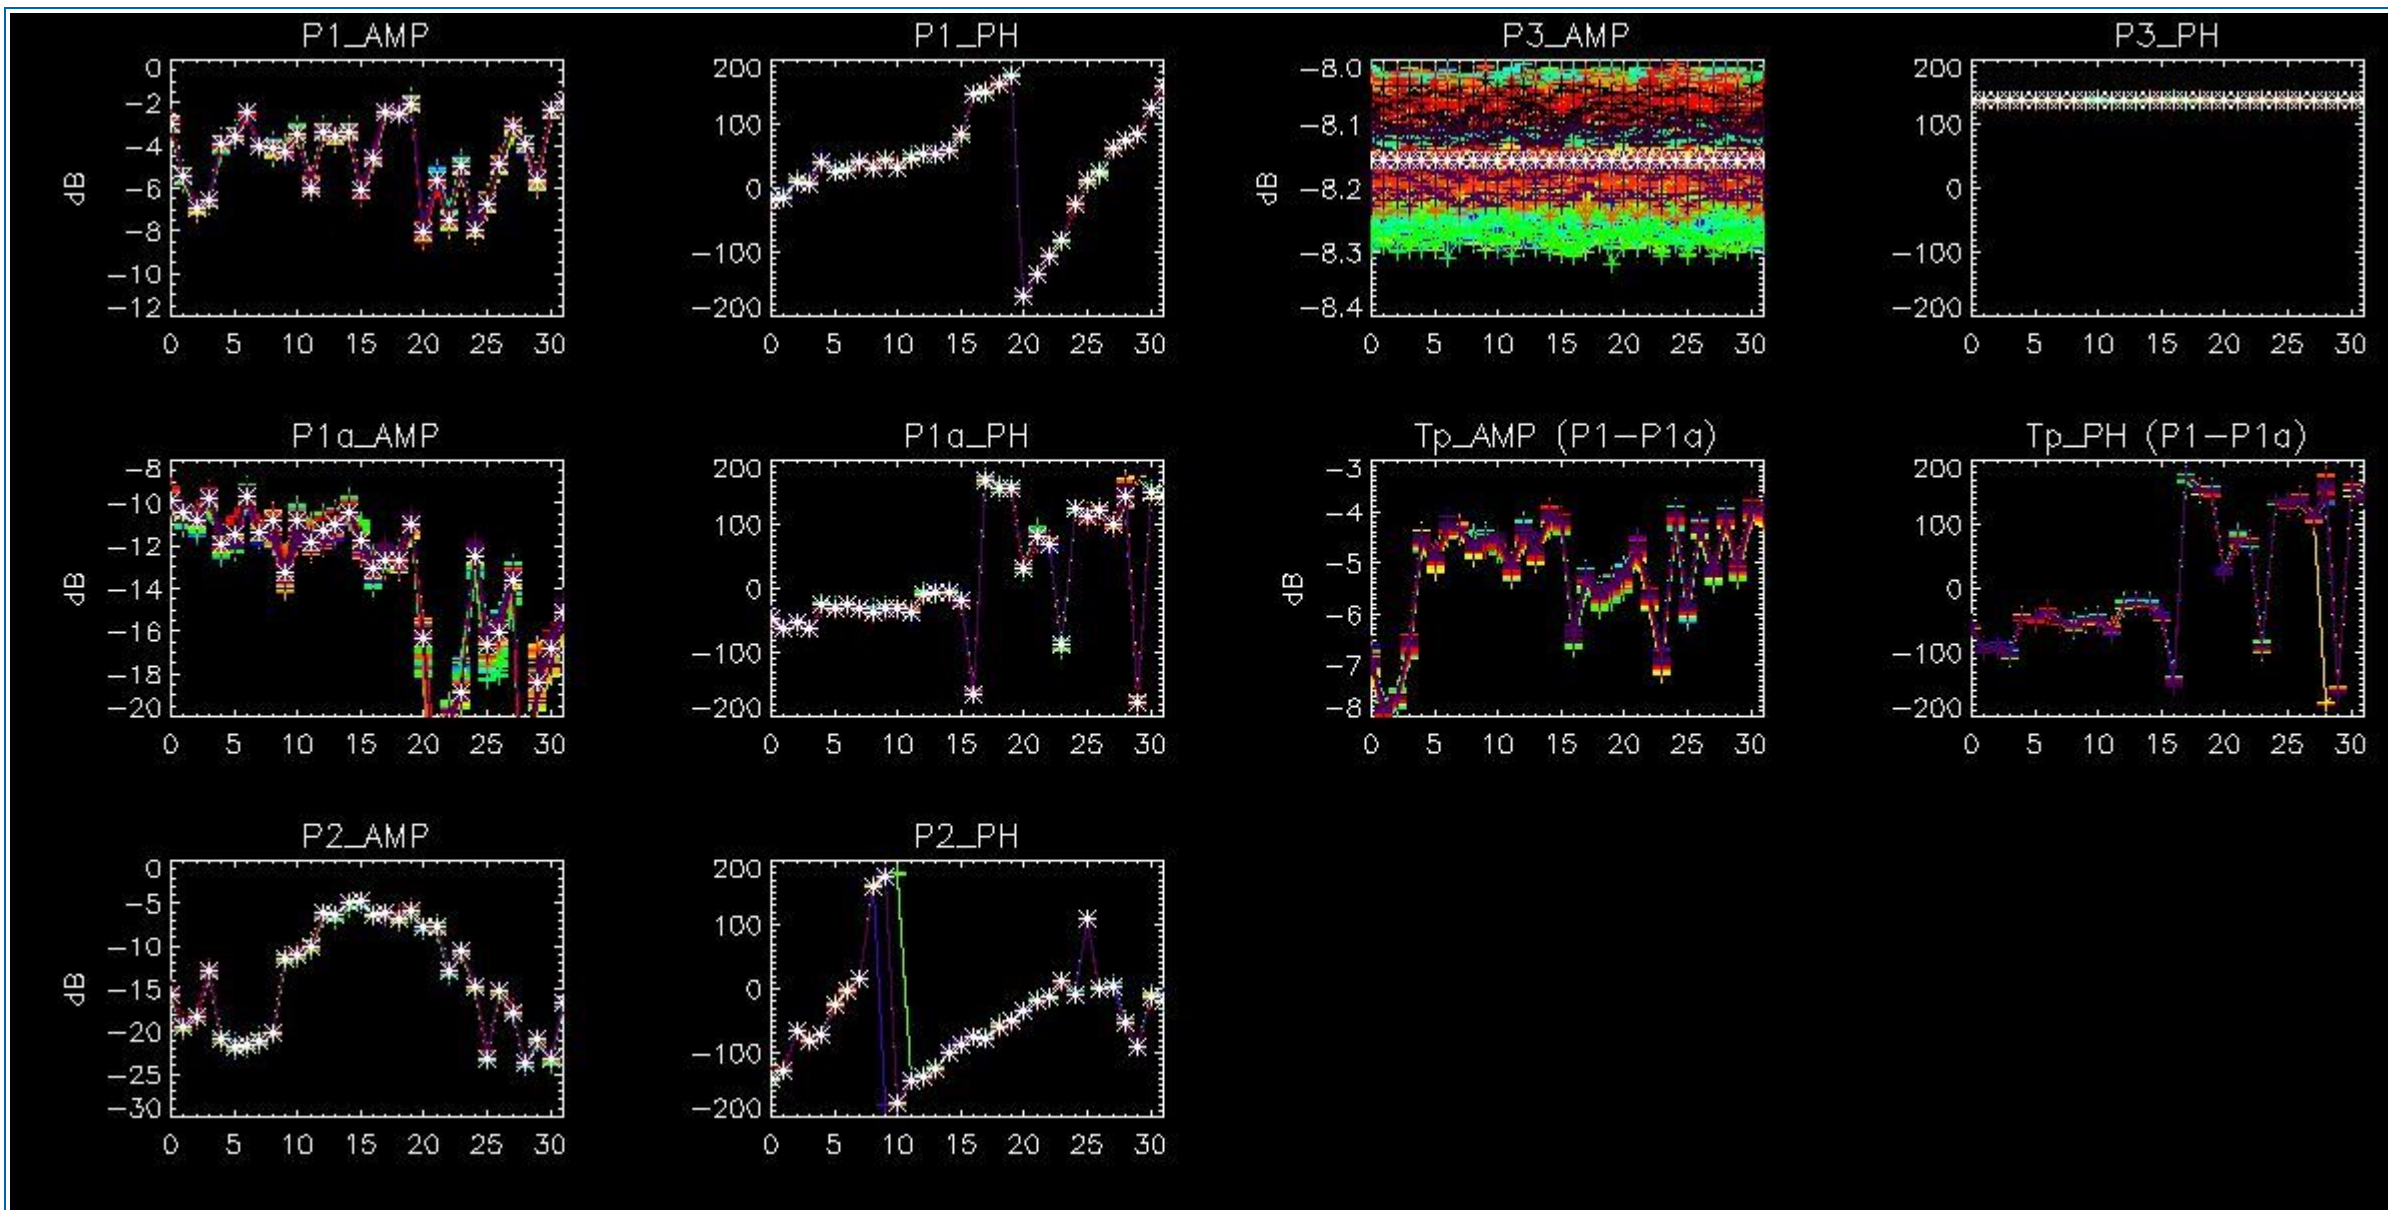 P1_AMP
0
−2
−4
−6
−8
−10
−12
dB
0 5 10 15 20 25 30
P1_PH
200
100
0
−100
−200
0 5 10 15 20 25 30
P3_AMP
−8.0
−8.1
−8.2
−8.3
−8.4
dB
0 5 10 15 20 25 30
P3_PH
200
100
0
−100
−200
0 5 10 15 20 25 30
P1a_AMP
−8
−10
−12
−14
−16
−18
−20
dB
0 5 10 15 20 25 30
P1a_PH
200
100
0
−100
−200
0 5 10 15 20 25 30
Tp_AMP (P1−P1a)
−3
−4
−5
−6
−7
−8
dB
0 5 10 15 20 25 30
Tp_PH (P1−P1a)
200
100
0
−100
−200
0 5 10 15 20 25 30
P2_AMP
0
−5
−10
−15
−20
−25
−30
dB
0 5 10 15 20 25 30
P2_PH
200
100
0
−100
−200
0 5 10 15 20 25 30